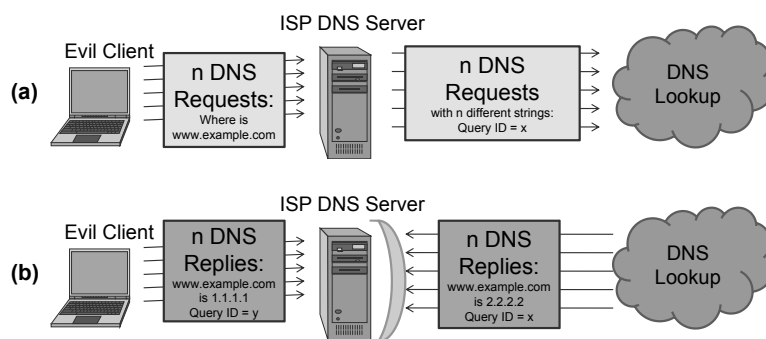 ISP DNS Server
Evil Client
(a)
n DNS
Requests:
Where is
www.example.com
n DNS
Requests
with n different strings:
Query ID = x
DNS
Lookup
ISP DNS Server
Evil Client
(b)
n DNS
Replies:
www.example.com
is 1.1.1.1
Query ID = y
n DNS
Replies:
www.example.com
is 2.2.2.2
Query ID = x
DNS
Lookup